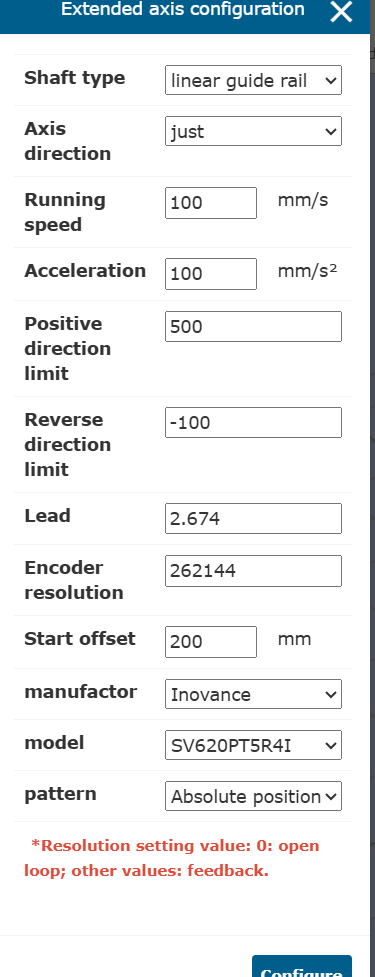 Extended axis configuration
Shaft type linear guide rail
Axis direction just
Running speed 100 mm/s
Acceleration 100 mm/s²
Positive direction limit 500
Reverse direction limit -100
Lead 2.674
Encoder resolution 262144
Start offset 200 mm
manufactor Inovance
model SV620PT5R4I
pattern Absolute position
*Resolution setting value: 0: open
loop; other values: feedback.
Configure